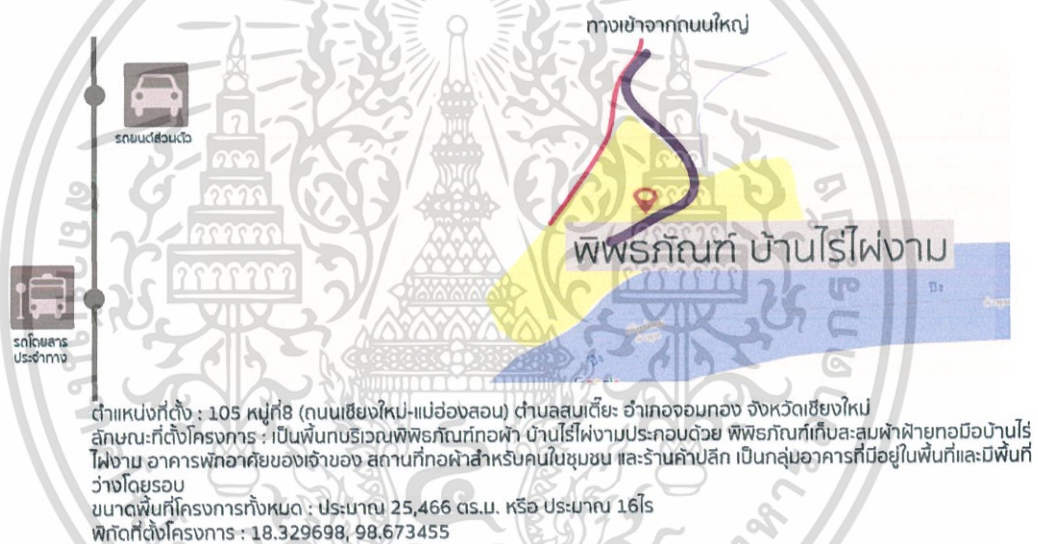 ทางเข้าจากถนนใหญ่
รถยนต์ส่วนตัว
พิพิธภัณฑ์ บ้านไร่ไผ่งาม
ปิง
รถโดยสาร
ประจำทาง
ปิง
ตำแหน่งที่ตั้ง : 105 หมู่ที่8 (ถนนเชียงใหม่-แม่ฮ่องสอน) ตำบลสบเตี๊ยะ อำเภอจอมทอง จังหวัดเชียงใหม่
ลักษณะที่ตั้งโครงการ : เป็นพื้นทบริเวณพิพิธภัณฑ์ทอผ้า บ้านไร่ไผ่งามประกอบด้วย พิพิธภัณฑ์เก็บสะสมผ้าฝ้ายทอมือบ้านไร่
ไผ่งาม อาคารพักอาศัยของเจ้าของ สถานที่ทอผ้าสำหรับคนในชุมชน และร้านค้าปลีก เป็นกลุ่มอาคารที่มีอยู่ในพื้นที่และมีพื้นที่
ว่างโดยรอบ
ขนาดพื้นที่โครงการทั้งหมด : ประมาณ 25,466 ตร.ม. หรือ ประมาณ 16ไร่
พิกัดที่ตั้งโครงการ : 18.329698, 98.673455